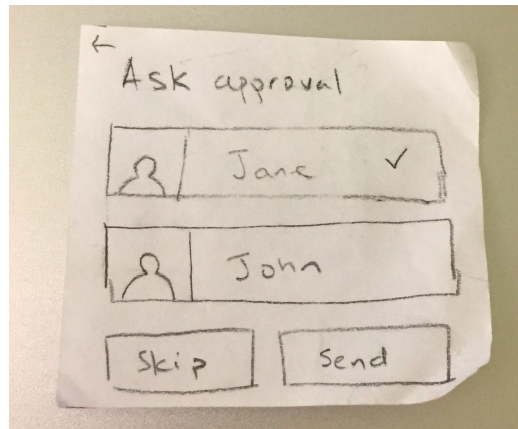 ←
Ask approval
Jane ✓
John
Skip Send